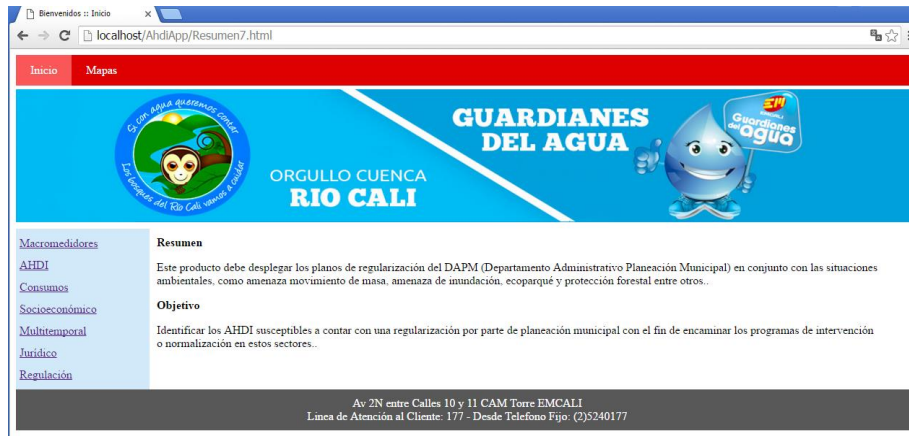 Bienvenidos :: Inicio
localhost/AhdiApp/Resumen7.html
Inicio Mapas
Si con agua queremos contar
Los bosques del Rio Cali vamos a cuidar
ORGULLO CUENCA
RIO CALI
GUARDIANES
DEL AGUA
EM
EMCALI
Guardianes
del agua
Macromedidores
AHDI
Consumos
Socioeconómico
Multitemporal
Jurídico
Regulación
Resumen
Este producto debe desplegar los planos de regularización del DAPM (Departamento Administrativo Planeación Municipal) en conjunto con las situaciones
ambientales, como amenaza movimiento de masa, amenaza de inundación, ecoparqué y protección forestal entre otros..
Objetivo
Identificar los AHDI susceptibles a contar con una regularización por parte de planeación municipal con el fin de encaminar los programas de intervención
o normalización en estos sectores..
Av 2N entre Calles 10 y 11 CAM Torre EMCALI
Linea de Atención al Cliente: 177 - Desde Telefono Fijo: (2)5240177